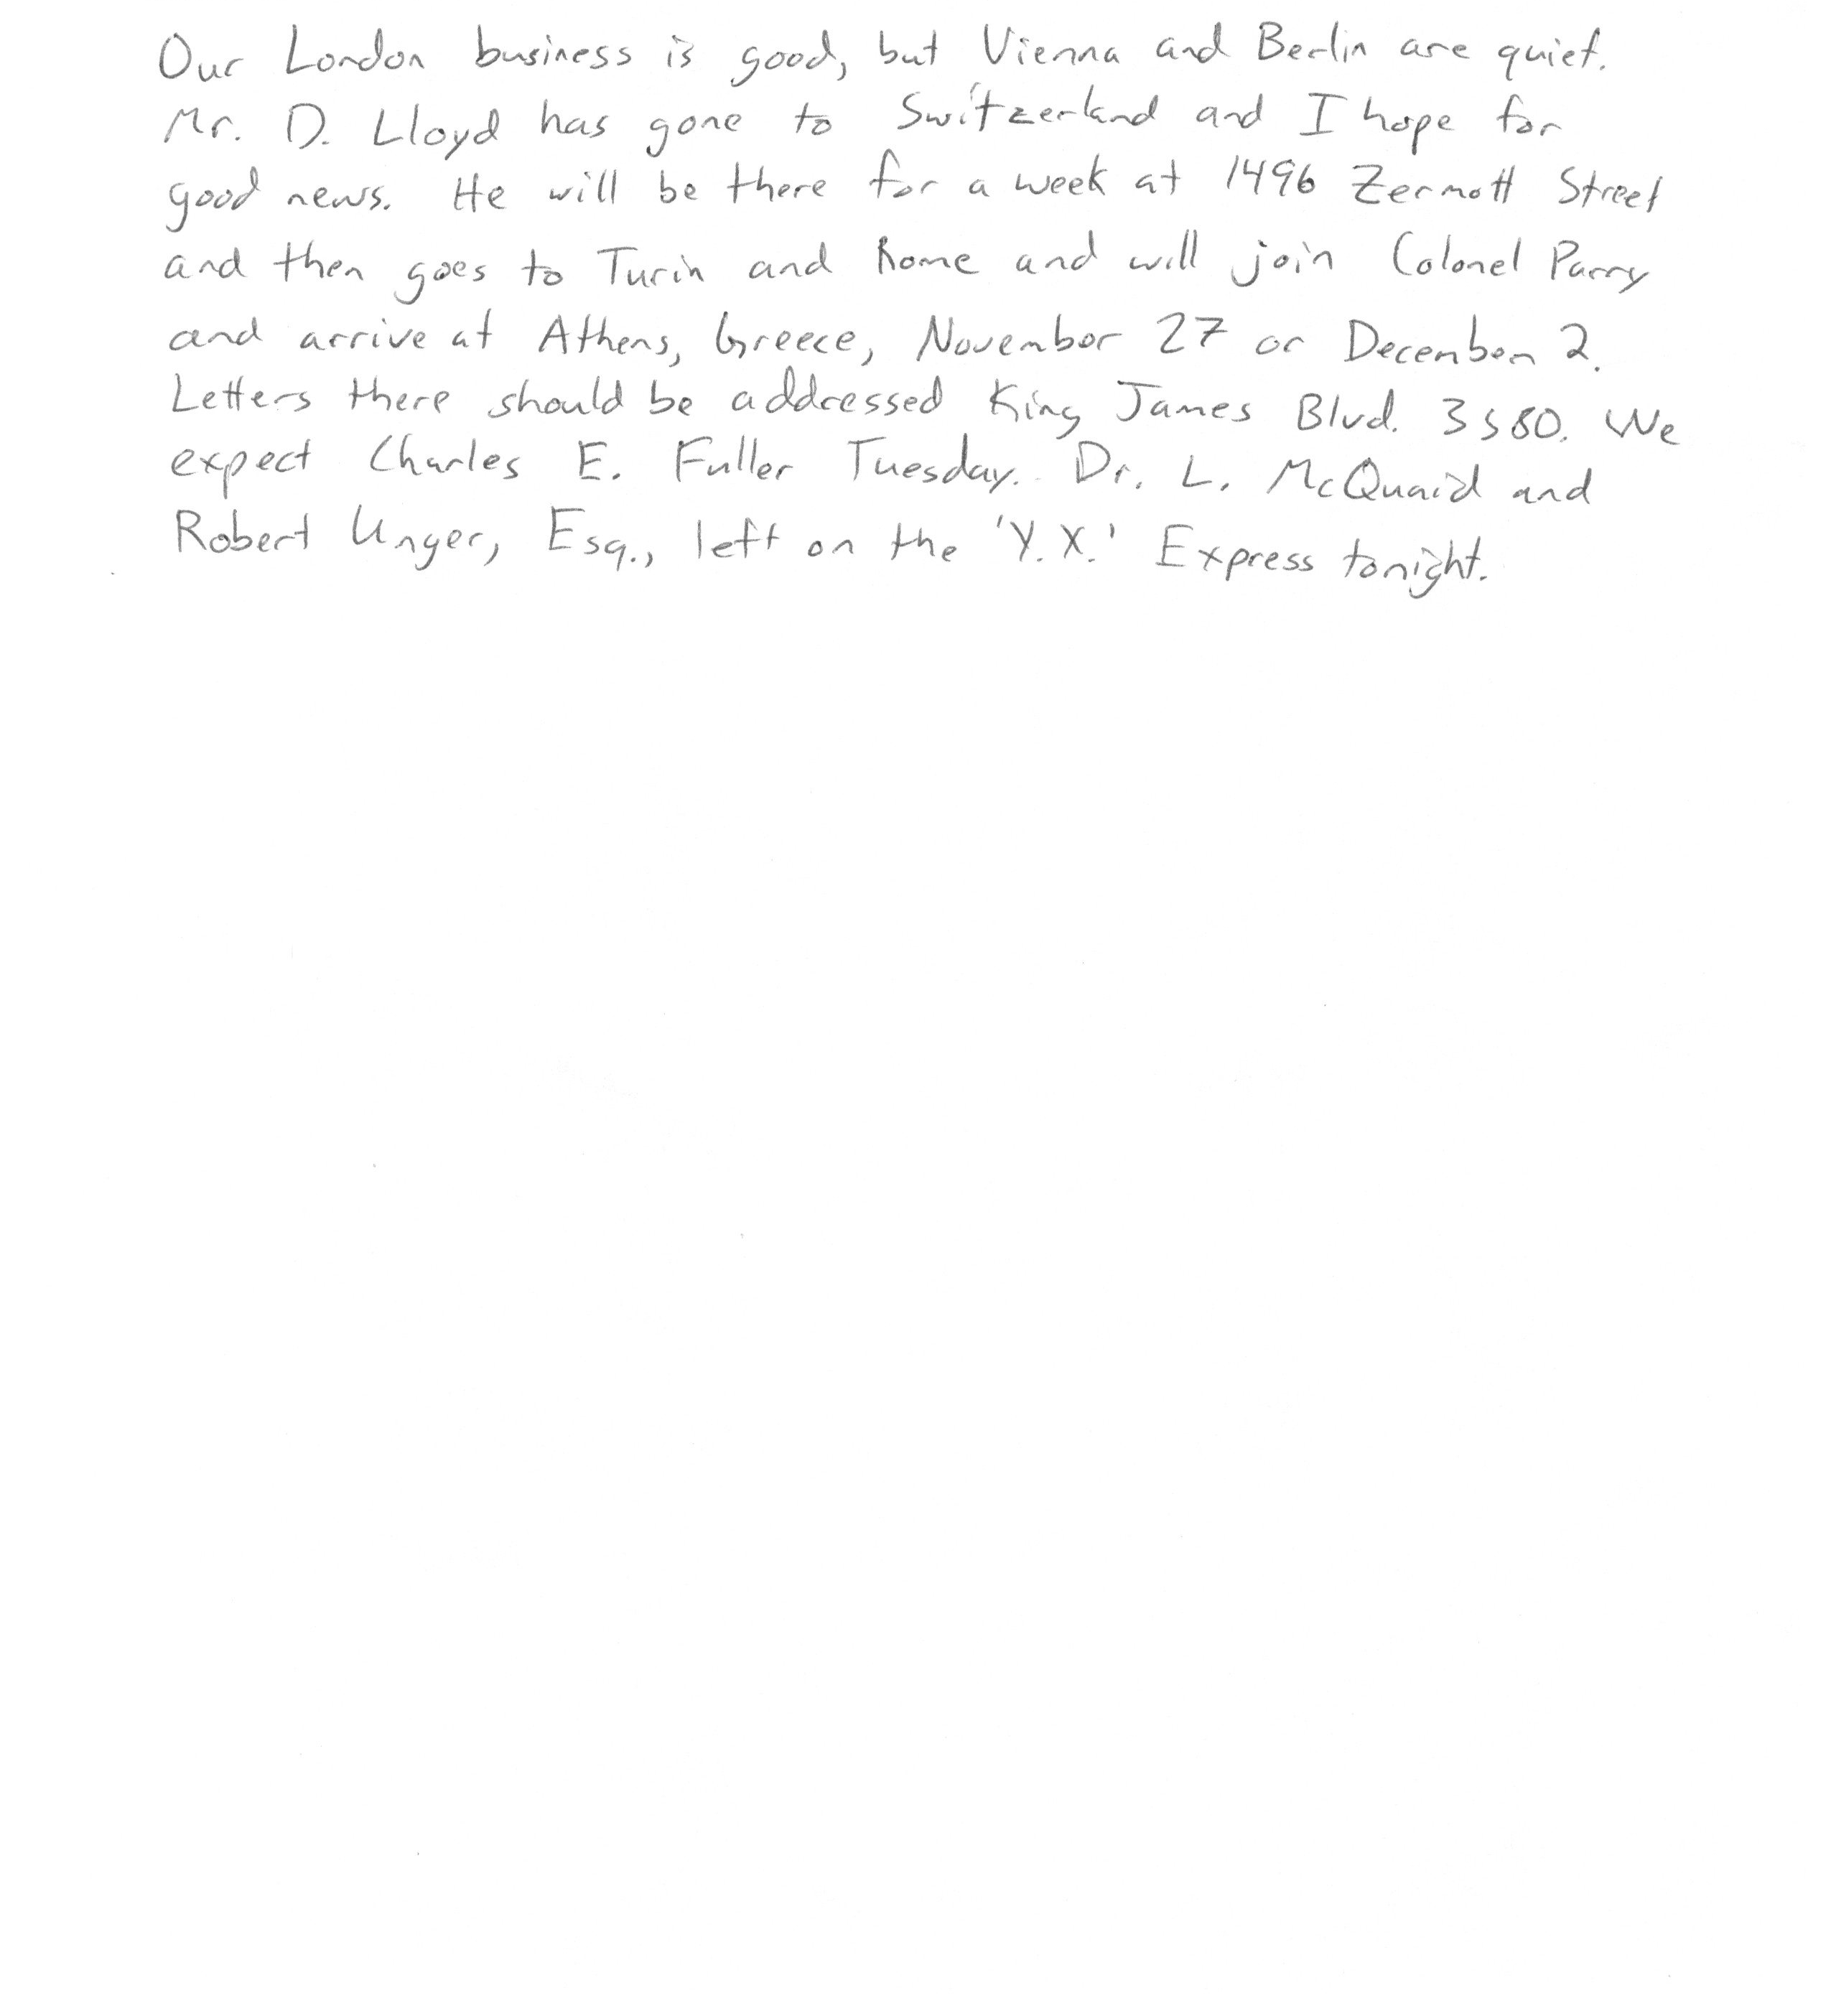 Our London business is good, but Vienna and Berlin are quiet.
Mr. D. Lloyd has gone to Switzerland and I hope for
good news. He will be there for a week at 1496 Zermott Street
and then goes to Turin and Rome and will join Colonel Parry
and arrive at Athens, Greece, November 27 or December 2.
Letters there should be addressed King James Blvd. 3580. We
expect Charles E. Fuller Tuesday. Dr. L. McQuaid and
Robert Unger, Esq., left on the 'Y.X.' Express tonight.